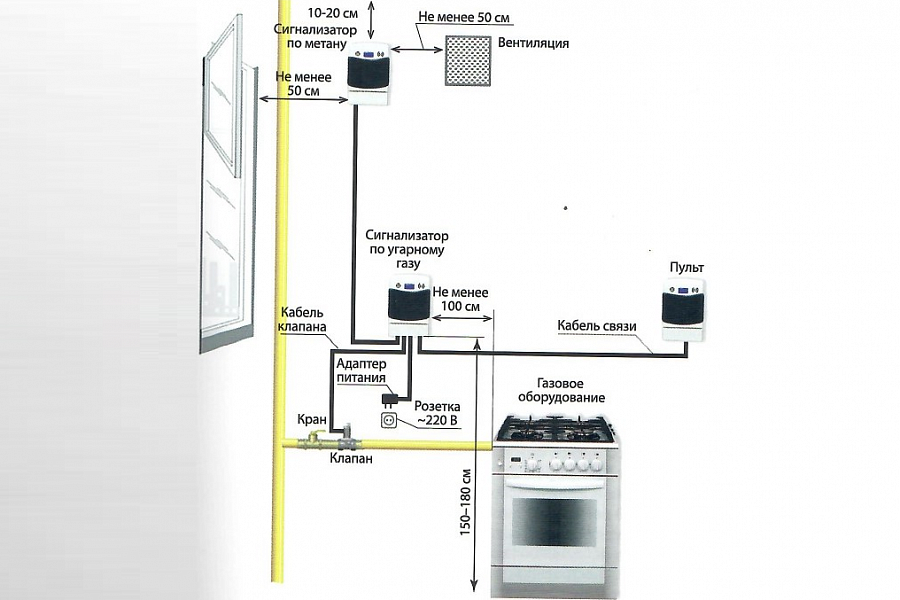 10-20 см
Сигнализатор
по метану
Не менее 50 см
Вентиляция
Не менее
50 см
Сигнализатор
по угарному
газу
Не менее
100 см
Пульт
Кабель
клапана
Кабель связи
Адаптер
питания
Розетка
~220 В
Газовое
оборудование
Кран
Клапан
150–180 см